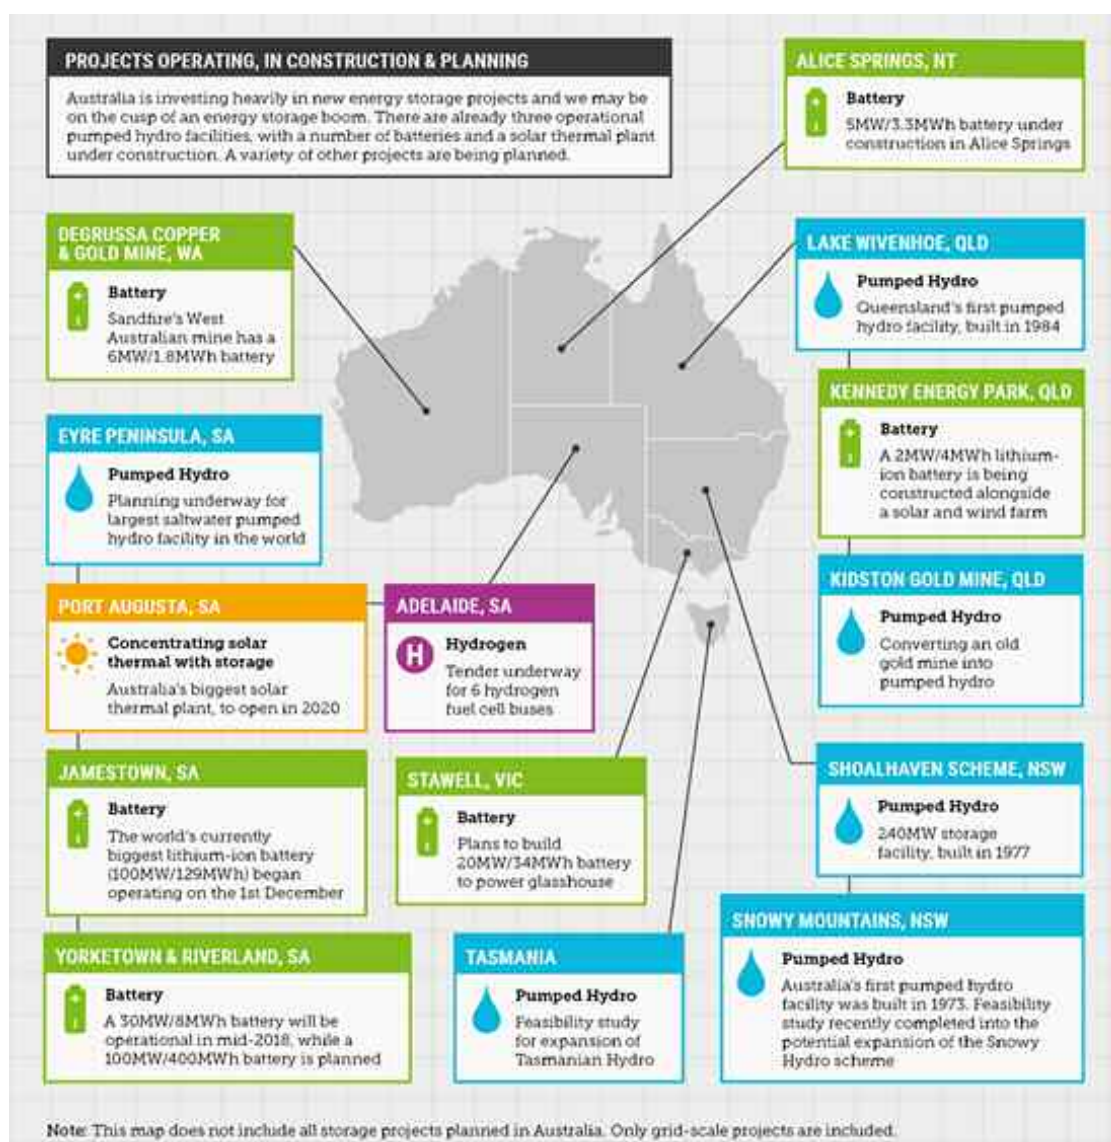 PROJECTS OPERATING, IN CONSTRUCTION & PLANNING
Australia is investing heavily in new energy storage projects and we may be
on the cusp of an energy storage boom. There are already three operational
pumped hydro facilities, with a number of batteries and a solar thermal plant
under construction. A variety of other projects are being planned.
ALICE SPRINGS, NT
Battery
5MW/3.3MWh battery under
construction in Alice Springs
DEGRUSSA COPPER
& GOLD MINE, WA
Battery
Sandfire's West
Australian mine has a
6MW/1.8MWh battery
LAKE WIVENHOE, QLD
Pumped Hydro
Queensland's first pumped
hydro facility, built in 1984
KENNEDY ENERGY PARK, QLD
Battery
A 2MW/4MWh lithium-
ion battery is being
constructed alongside
a solar and wind farm
EYRE PENINSULA, SA
Pumped Hydro
Planning underway for
largest saltwater pumped
hydro facility in the world
KIDSTON GOLD MINE, QLD
Pumped Hydro
Converting an old
gold mine into
pumped hydro
PORT AUGUSTA, SA
Concentrating solar
thermal with storage
Australia's biggest solar
thermal plant, to open in 2020
ADELAIDE, SA
H
Hydrogen
Tender underway
for 6 hydrogen
fuel cell buses
JAMESTOWN, SA
Battery
The world's currently
biggest lithium-ion battery
(100MW/129MWh) began
operating on the 1st December
STAWELL, VIC
Battery
Plans to build
20MW/34MWh battery
to power glasshouse
SHOALHAVEN SCHEME, NSW
Pumped Hydro
240MW storage
facility, built in 1977
YORKETOWN & RIVERLAND, SA
Battery
A 30MW/8MWh battery will be
operational in mid-2018, while a
100MW/400MWh battery is planned
TASMANIA
Pumped Hydro
Feasibility study
for expansion of
Tasmanian Hydro
SNOWY MOUNTAINS, NSW
Pumped Hydro
Australia's first pumped hydro
facility was built in 1973. Feasibility
study recently completed into the
potential expansion of the Snowy
Hydro scheme
Note: This map does not include all storage projects planned in Australia. Only grid-scale projects are included.